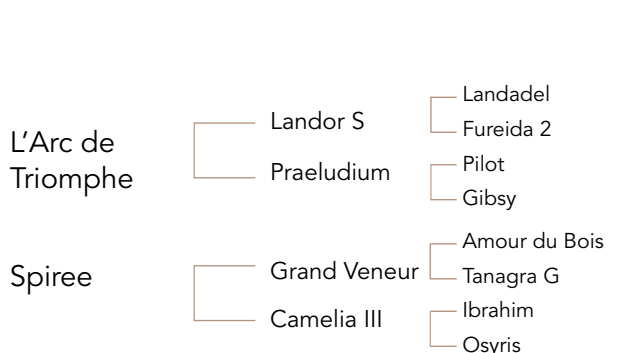 L'Arc de
Triomphe
Landor S
Praeludium
Landadel
Fureida 2
Pilot
Gibsy
Spiree
Grand Veneur
Camelia III
Amour du Bois
Tanagra G
Ibrahim
Osyris